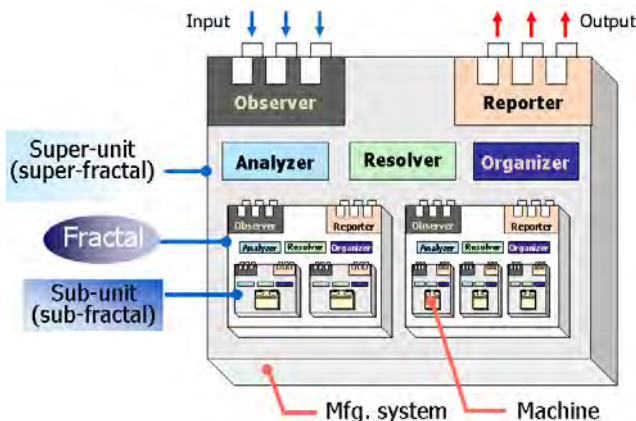 Input
Output
Observer
Reporter
Super-unit
(super-fractal)
Analyzer
Resolver
Organizer
Fractal
Observer
Reporter
Observer
Reporter
Analyzer
Resolver
Organizer
Analyzer
Resolver
Organizer
Sub-unit
(sub-fractal)
Mfg. system
Machine